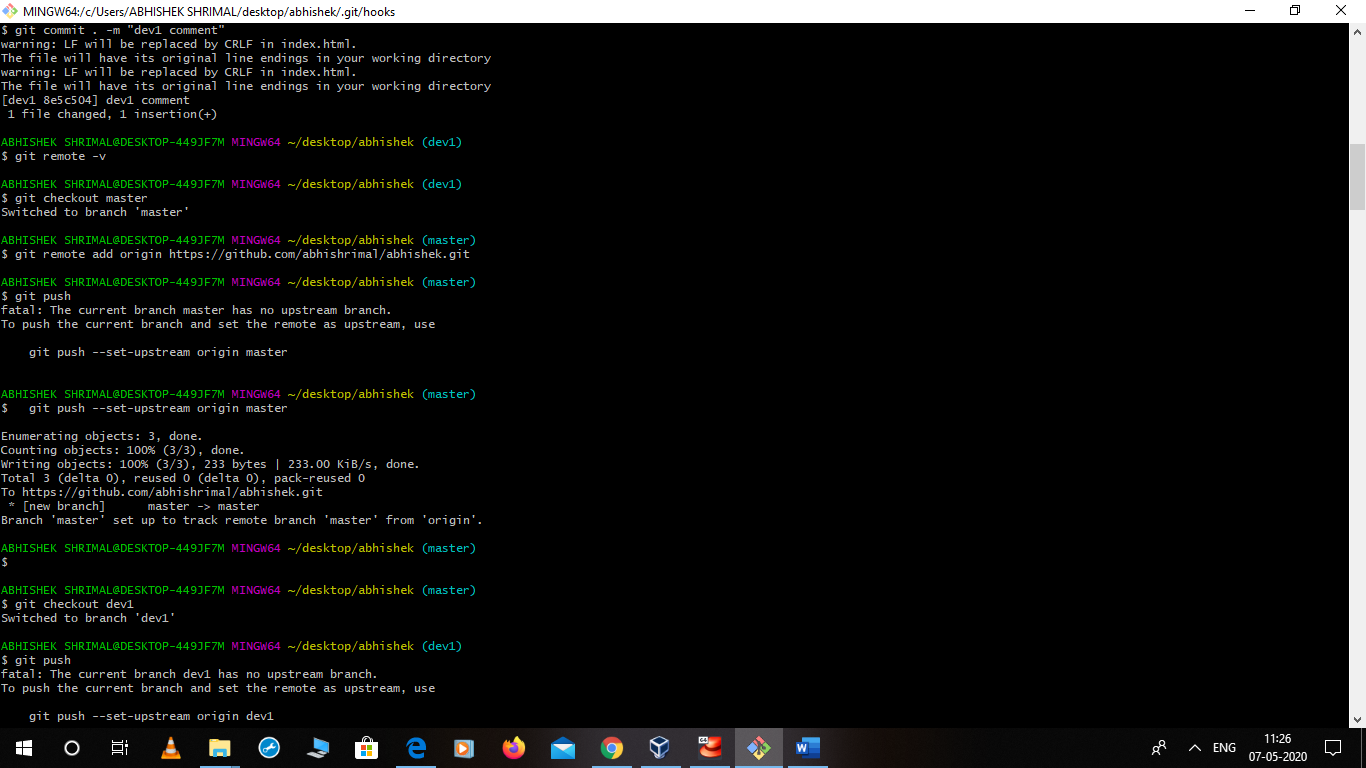 MINGW64:/c/Users/ABHISHEK SHRIMAL/desktop/abhishek/.git/hooks
$ git commit . -m "dev1 comment"
warning: LF will be replaced by CRLF in index.html.
The file will have its original line endings in your working directory
warning: LF will be replaced by CRLF in index.html.
The file will have its original line endings in your working directory
[dev1 8e5c504] dev1 comment
 1 file changed, 1 insertion(+)
ABHISHEK SHRIMAL@DESKTOP-449JF7M MINGW64 ~/desktop/abhishek (dev1)
$ git remote -v
ABHISHEK SHRIMAL@DESKTOP-449JF7M MINGW64 ~/desktop/abhishek (dev1)
$ git checkout master
Switched to branch 'master'
ABHISHEK SHRIMAL@DESKTOP-449JF7M MINGW64 ~/desktop/abhishek (master)
$ git remote add origin https://github.com/abhishrimal/abhishek.git
ABHISHEK SHRIMAL@DESKTOP-449JF7M MINGW64 ~/desktop/abhishek (master)
$ git push
fatal: The current branch master has no upstream branch.
To push the current branch and set the remote as upstream, use
    git push --set-upstream origin master
ABHISHEK SHRIMAL@DESKTOP-449JF7M MINGW64 ~/desktop/abhishek (master)
$   git push --set-upstream origin master
Enumerating objects: 3, done.
Counting objects: 100% (3/3), done.
Writing objects: 100% (3/3), 233 bytes | 233.00 KiB/s, done.
Total 3 (delta 0), reused 0 (delta 0), pack-reused 0
To https://github.com/abhishrimal/abhishek.git
 * [new branch]      master -> master
Branch 'master' set up to track remote branch 'master' from 'origin'.
ABHISHEK SHRIMAL@DESKTOP-449JF7M MINGW64 ~/desktop/abhishek (master)
$
ABHISHEK SHRIMAL@DESKTOP-449JF7M MINGW64 ~/desktop/abhishek (master)
$ git checkout dev1
Switched to branch 'dev1'
ABHISHEK SHRIMAL@DESKTOP-449JF7M MINGW64 ~/desktop/abhishek (dev1)
$ git push
fatal: The current branch dev1 has no upstream branch.
To push the current branch and set the remote as upstream, use
    git push --set-upstream origin dev1
ENG
11:26
07-05-2020